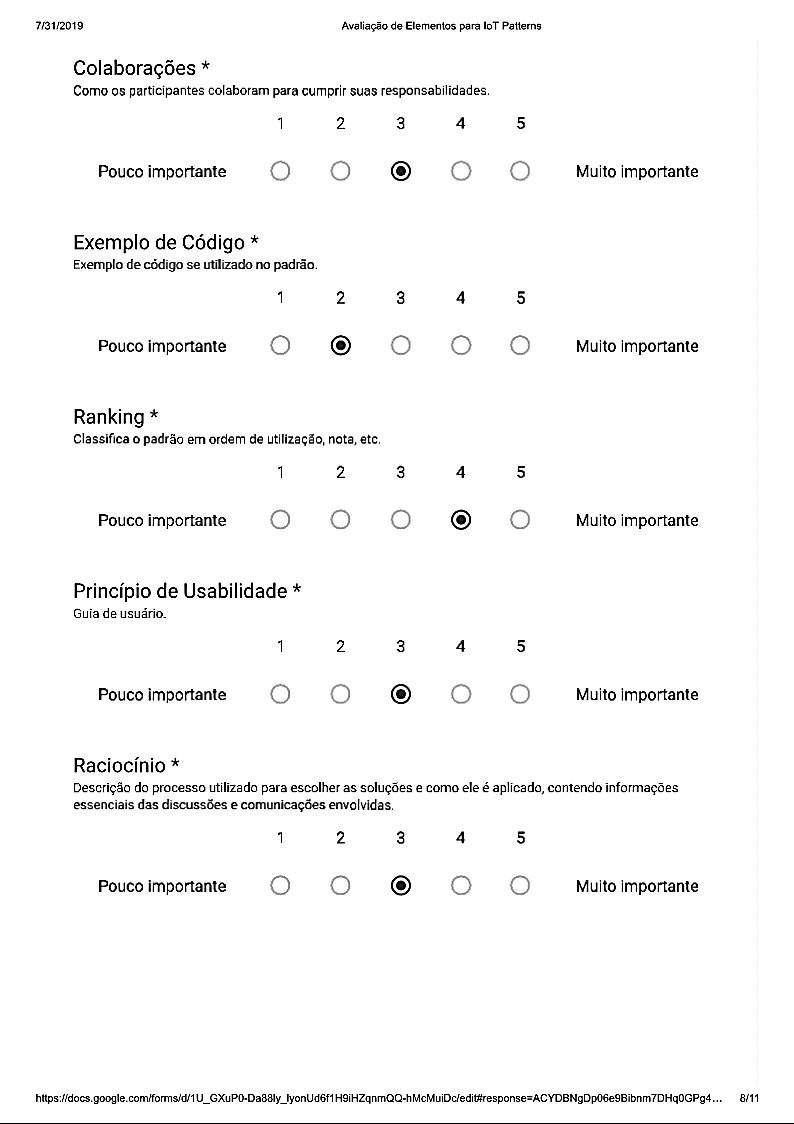 7/31/2019 Avaliação de Elementos para IoT Patterns
Colaborações *
Como os participantes colaboram para cumprir suas responsabilidades.
1 2 3 4 5
Pouco importante Muito importante
Exemplo de Código *
Exemplo de código se utilizado no padrão.
1 2 3 4 5
Pouco importante Muito importante
Ranking *
Classifica o padrão em ordem de utilização, nota, etc.
1 2 3 4 5
Pouco importante Muito importante
Princípio de Usabilidade *
Guia de usuário.
1 2 3 4 5
Pouco importante Muito importante
Raciocínio *
Descrição do processo utilizado para escolher as soluções e como ele é aplicado, contendo informações
essenciais das discussões e comunicações envolvidas.
1 2 3 4 5
Pouco importante Muito importante
https://docs.google.com/forms/d/1U_GXuP0-Da88ly_IyonUd6f1H9iHZqnmQQ-hMcMuiDc/edit#response=ACYDBNgDp06e9Bibnm7DHq0GPg4... 8/11